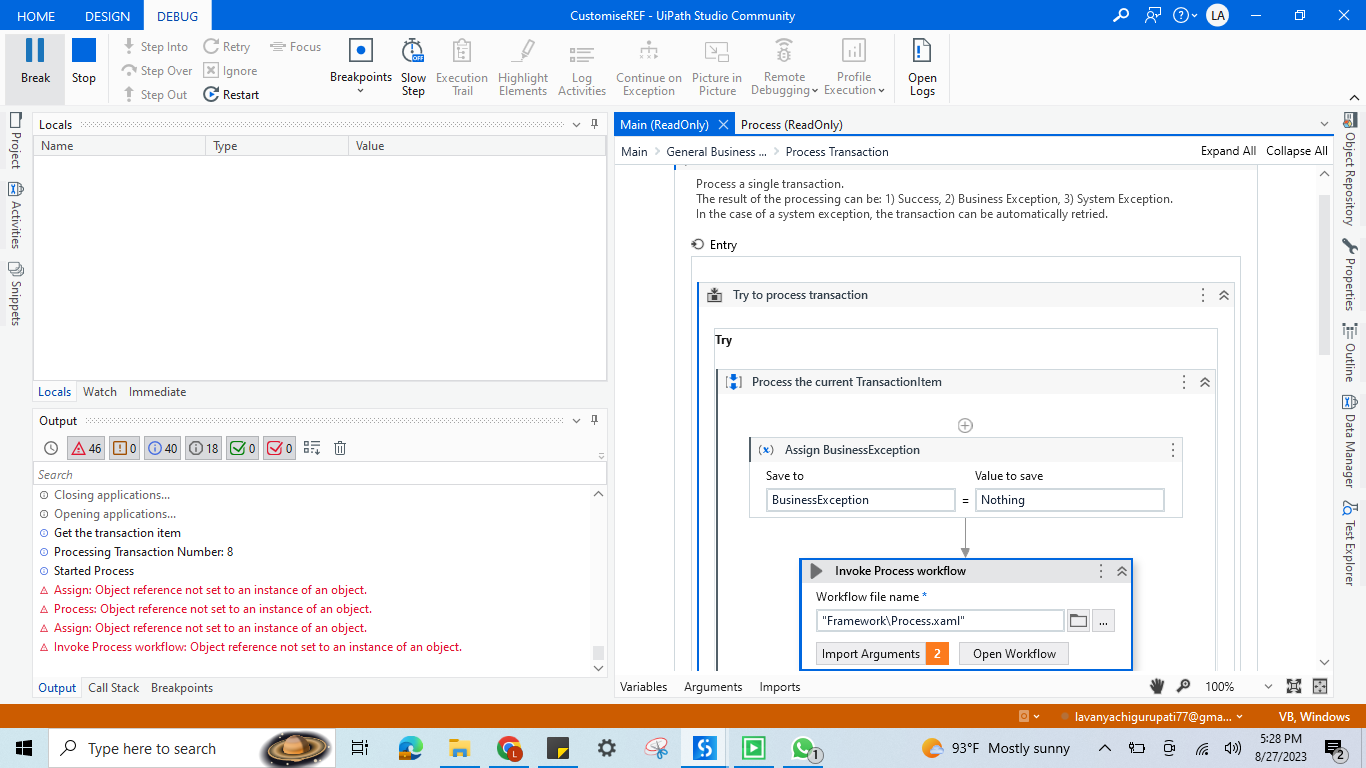 HOME DESIGN DEBUG CustomiseREF - UiPath Studio Community LA
Break Stop Step Into Step Over Step Out Retry Ignore Restart Focus
Breakpoints Slow Step Execution Trail Highlight Elements Log Activities Continue on Exception Picture in Picture Remote Debugging Profile Execution Open Logs
OFF
Project
Activities
Snippets
Locals
Name Type Value
Locals Watch Immediate
Output
46 0 40 18 0 0
Search
Closing applications...
Opening applications...
Get the transaction item
Processing Transaction Number: 8
Started Process
Assign: Object reference not set to an instance of an object.
Process: Object reference not set to an instance of an object.
Assign: Object reference not set to an instance of an object.
Invoke Process workflow: Object reference not set to an instance of an object.
Output Call Stack Breakpoints
Main (ReadOnly) Process (ReadOnly)
Main General Business ... Process Transaction Expand All Collapse All
Process a single transaction.
The result of the processing can be: 1) Success, 2) Business Exception, 3) System Exception.
In the case of a system exception, the transaction can be automatically retried.
Entry
Try to process transaction
Try
Process the current TransactionItem
(x) Assign BusinessException
Save to Value to save
BusinessException = Nothing
Invoke Process workflow
Workflow file name *
"Framework\Process.xaml" ...
Import Arguments 2 Open Workflow
Variables Arguments Imports 100%
Object Repository
Properties
Outline
Data Manager
Test Explorer
lavanyachigurupati77@gma... VB, Windows
Type here to search 1 93°F Mostly sunny 5:28 PM
8/27/2023 2